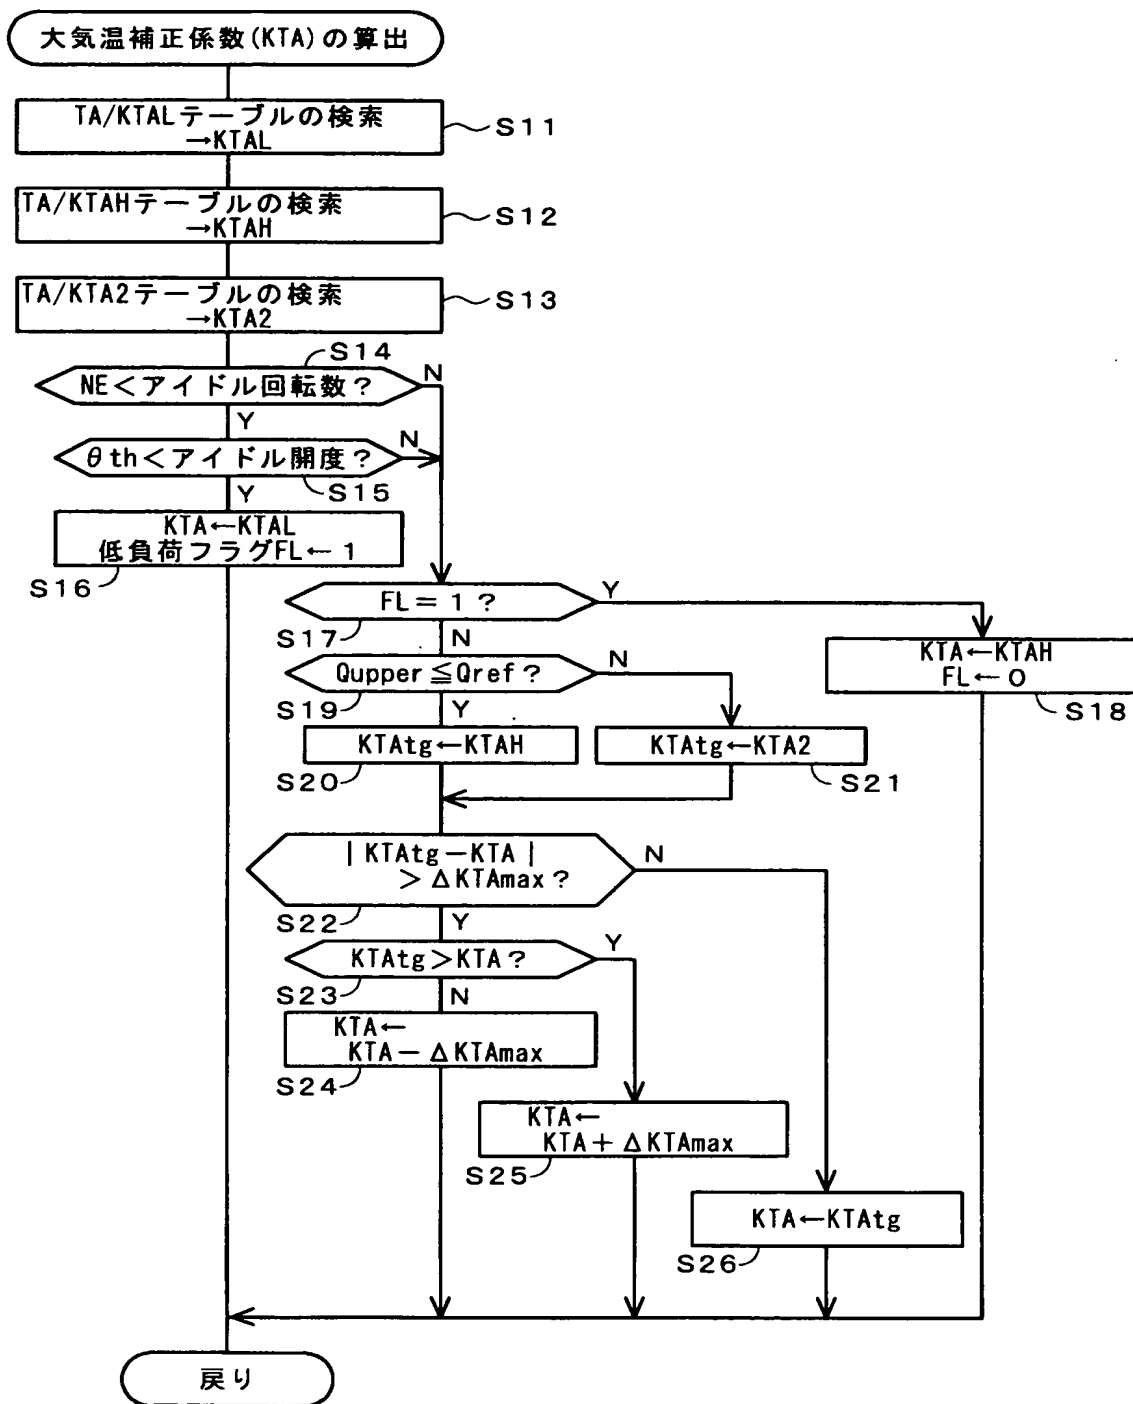 大気温補正係数(KTA)の算出
TA/KTALテーブルの検索
→KTAL
S11
TA/KTAHテーブルの検索
→KTAH
S12
TA/KTA2テーブルの検索
→KTA2
S13
S14
NE＜アイドル回転数？
N
Y
θth＜アイドル開度？
N
S15
Y
KTA←KTAL
低負荷フラグFL←1
S16
FL＝1？
Y
S17
N
KTA←KTAH
FL←0
S18
Qupper≦Qref？
N
S19
Y
KTAtg←KTAH
S20
KTAtg←KTA2
S21
|KTAtg－KTA|
＞ΔKTAmax？
N
S22
Y
KTAtg＞KTA？
Y
S23
N
KTA←
KTA－ΔKTAmax
S24
KTA←
KTA＋ΔKTAmax
S25
KTA←KTAtg
S26
戻り